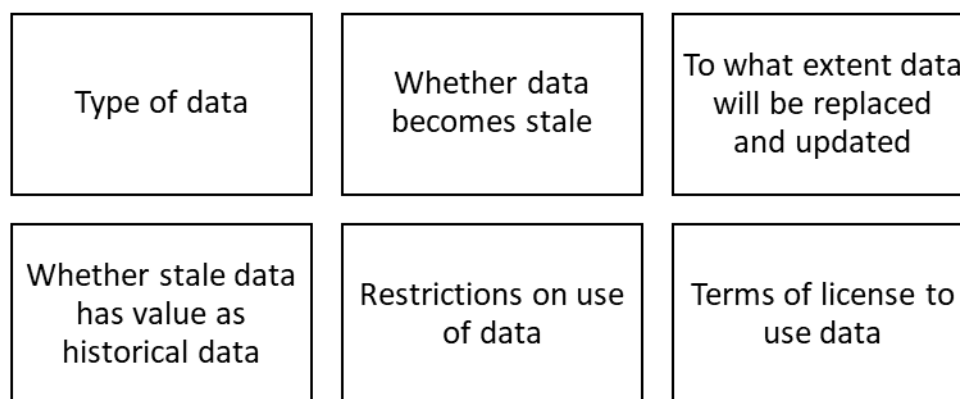 Type of data
Whether data
becomes stale
To what extent data
will be replaced
and updated
Whether stale data
has value as
historical data
Restrictions on use
of data
Terms of license to
use data